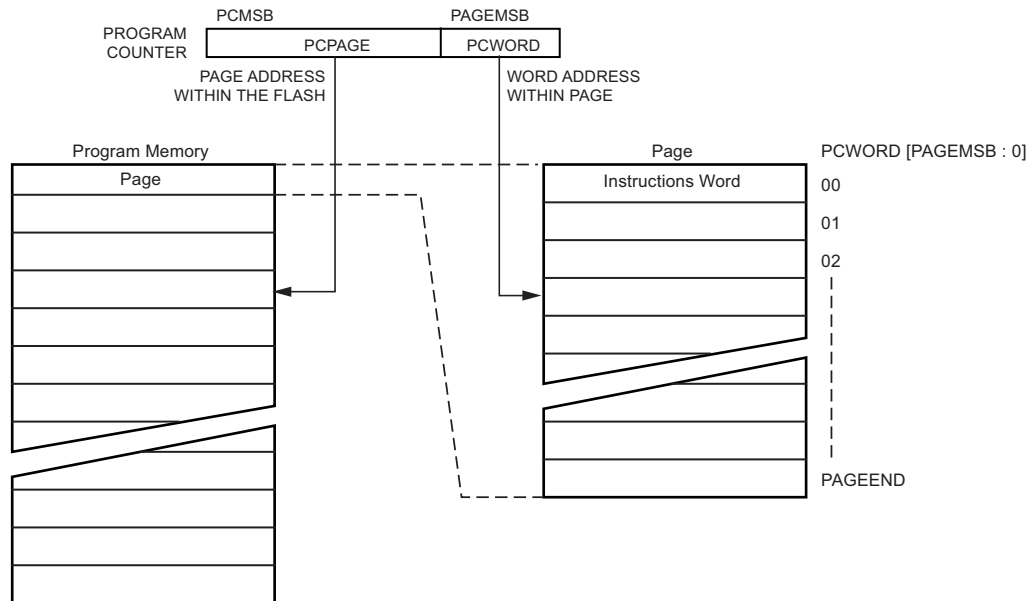 PCMSB
PAGEMSB
PROGRAM
COUNTER
PCPAGE
PCWORD
PAGE ADDRESS
WITHIN THE FLASH
WORD ADDRESS
WITHIN PAGE
Program Memory
Page
Page
Instructions Word
PCWORD [PAGEMSB : 0]
00
01
02
PAGEEND